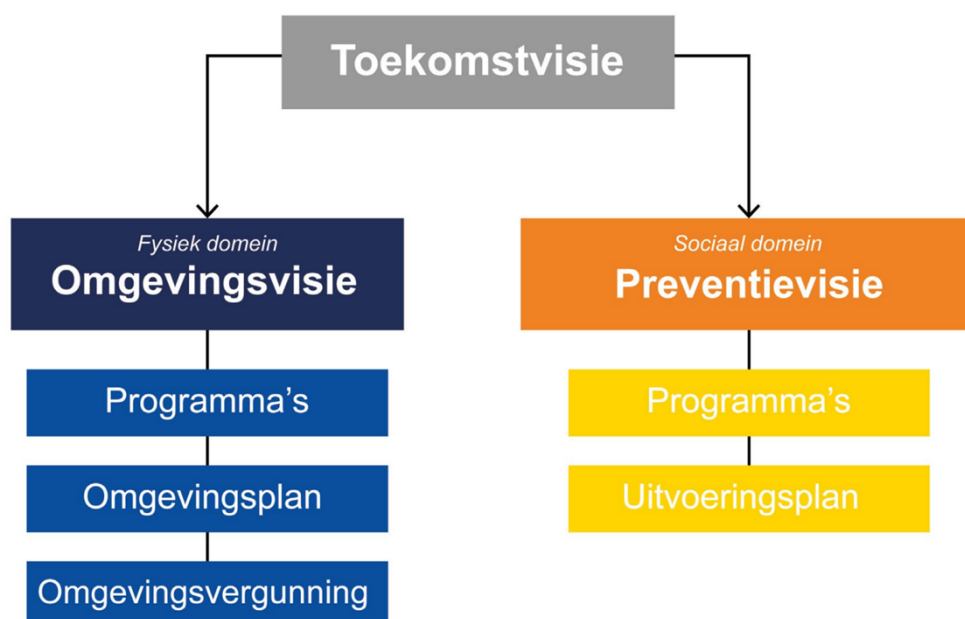 Toekomstvisie
Fysiek domein
Omgevingsvisie
Programma's
Omgevingsplan
Omgevingsvergunning
Sociaal domein
Preventievisie
Programma's
Uitvoeringsplan